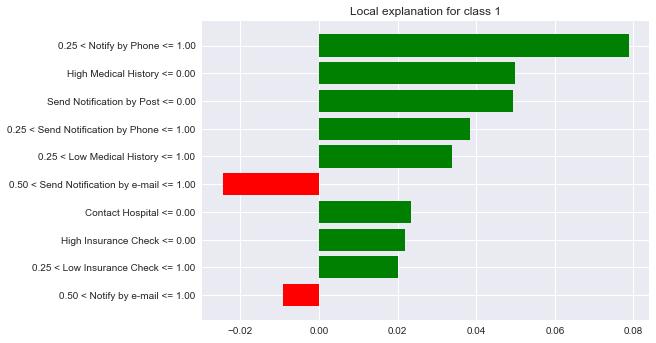 Local explanation for class 1
0.25 < Notify by Phone <= 1.00
High Medical History <= 0.00
Send Notification by Post <= 0.00
0.25 < Send Notification by Phone <= 1.00
0.25 < Low Medical History <= 1.00
0.50 < Send Notification by e-mail <= 1.00
Contact Hospital <= 0.00
High Insurance Check <= 0.00
0.25 < Low Insurance Check <= 1.00
0.50 < Notify by e-mail <= 1.00
−0.02 0.00 0.02 0.04 0.06 0.08